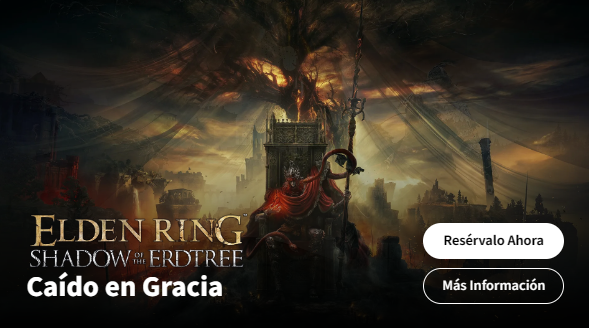 ELDEN RING
SHADOW OF THE ERDTREE
Caído en Gracia
Resérvalo Ahora
Más Información